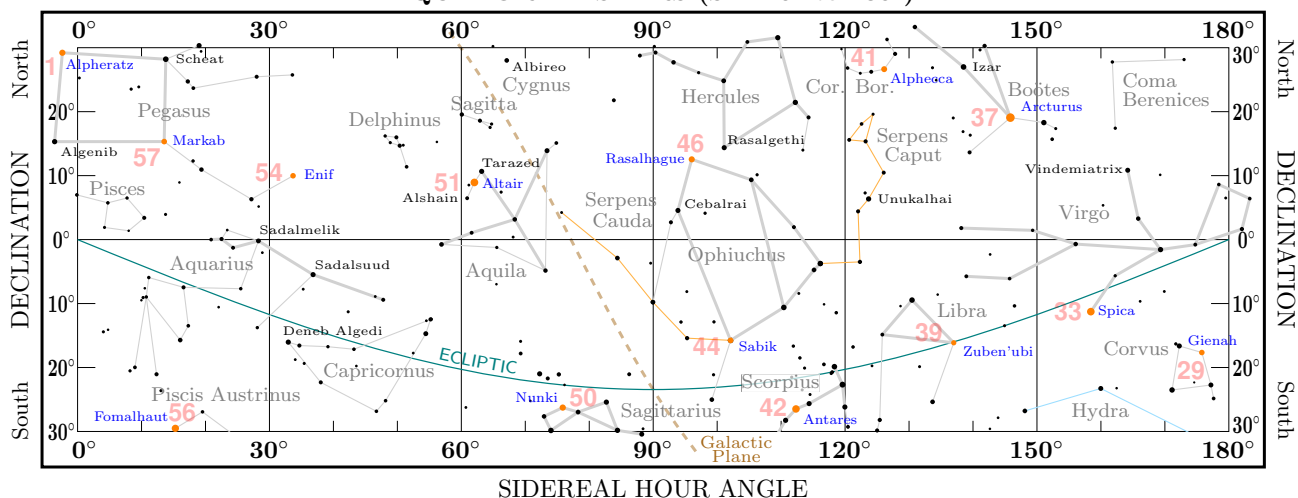 0° 30° 60° 90° 120° 150° 180°
North
DECLINATION
South
20°
10°
0°
10°
20°
30°
30°
20°
10°
0°
10°
20°
30°
North
DECLINATION
South
1
Alpheratz
Scheat
Pegasus
57
Markab
Algenib
54
Enif
Pisces
Sadalmelik
Aquarius
Sadalsuud
Deneb Algedi
Capricornus
Piscis Austrinus
Fomalhaut
56
Albireo
Cygnus
Sagitta
Delphinus
Tarazed
51
Altair
Alshain
Aquila
ECLIPTIC
Nunki
50
Sagittarius
Galactic
Plane
Hercules
Rasalgethi
46
Rasalhague
Serpens
Cauda
Cebalrai
Ophiuchus
44
Sabik
Scorpius
42
Antares
41
Alphecca
Cor. Bor.
Serpens
Caput
Unukalhai
Izar
Boötes
37
Arcturus
Coma
Berenices
Vindemiatrix
Virgo
Libra
39
Zuben'ubi
33
Spica
Corvus
Gienah
29
Hydra
0° 30° 60° 90° 120° 150° 180°
SIDEREAL HOUR ANGLE